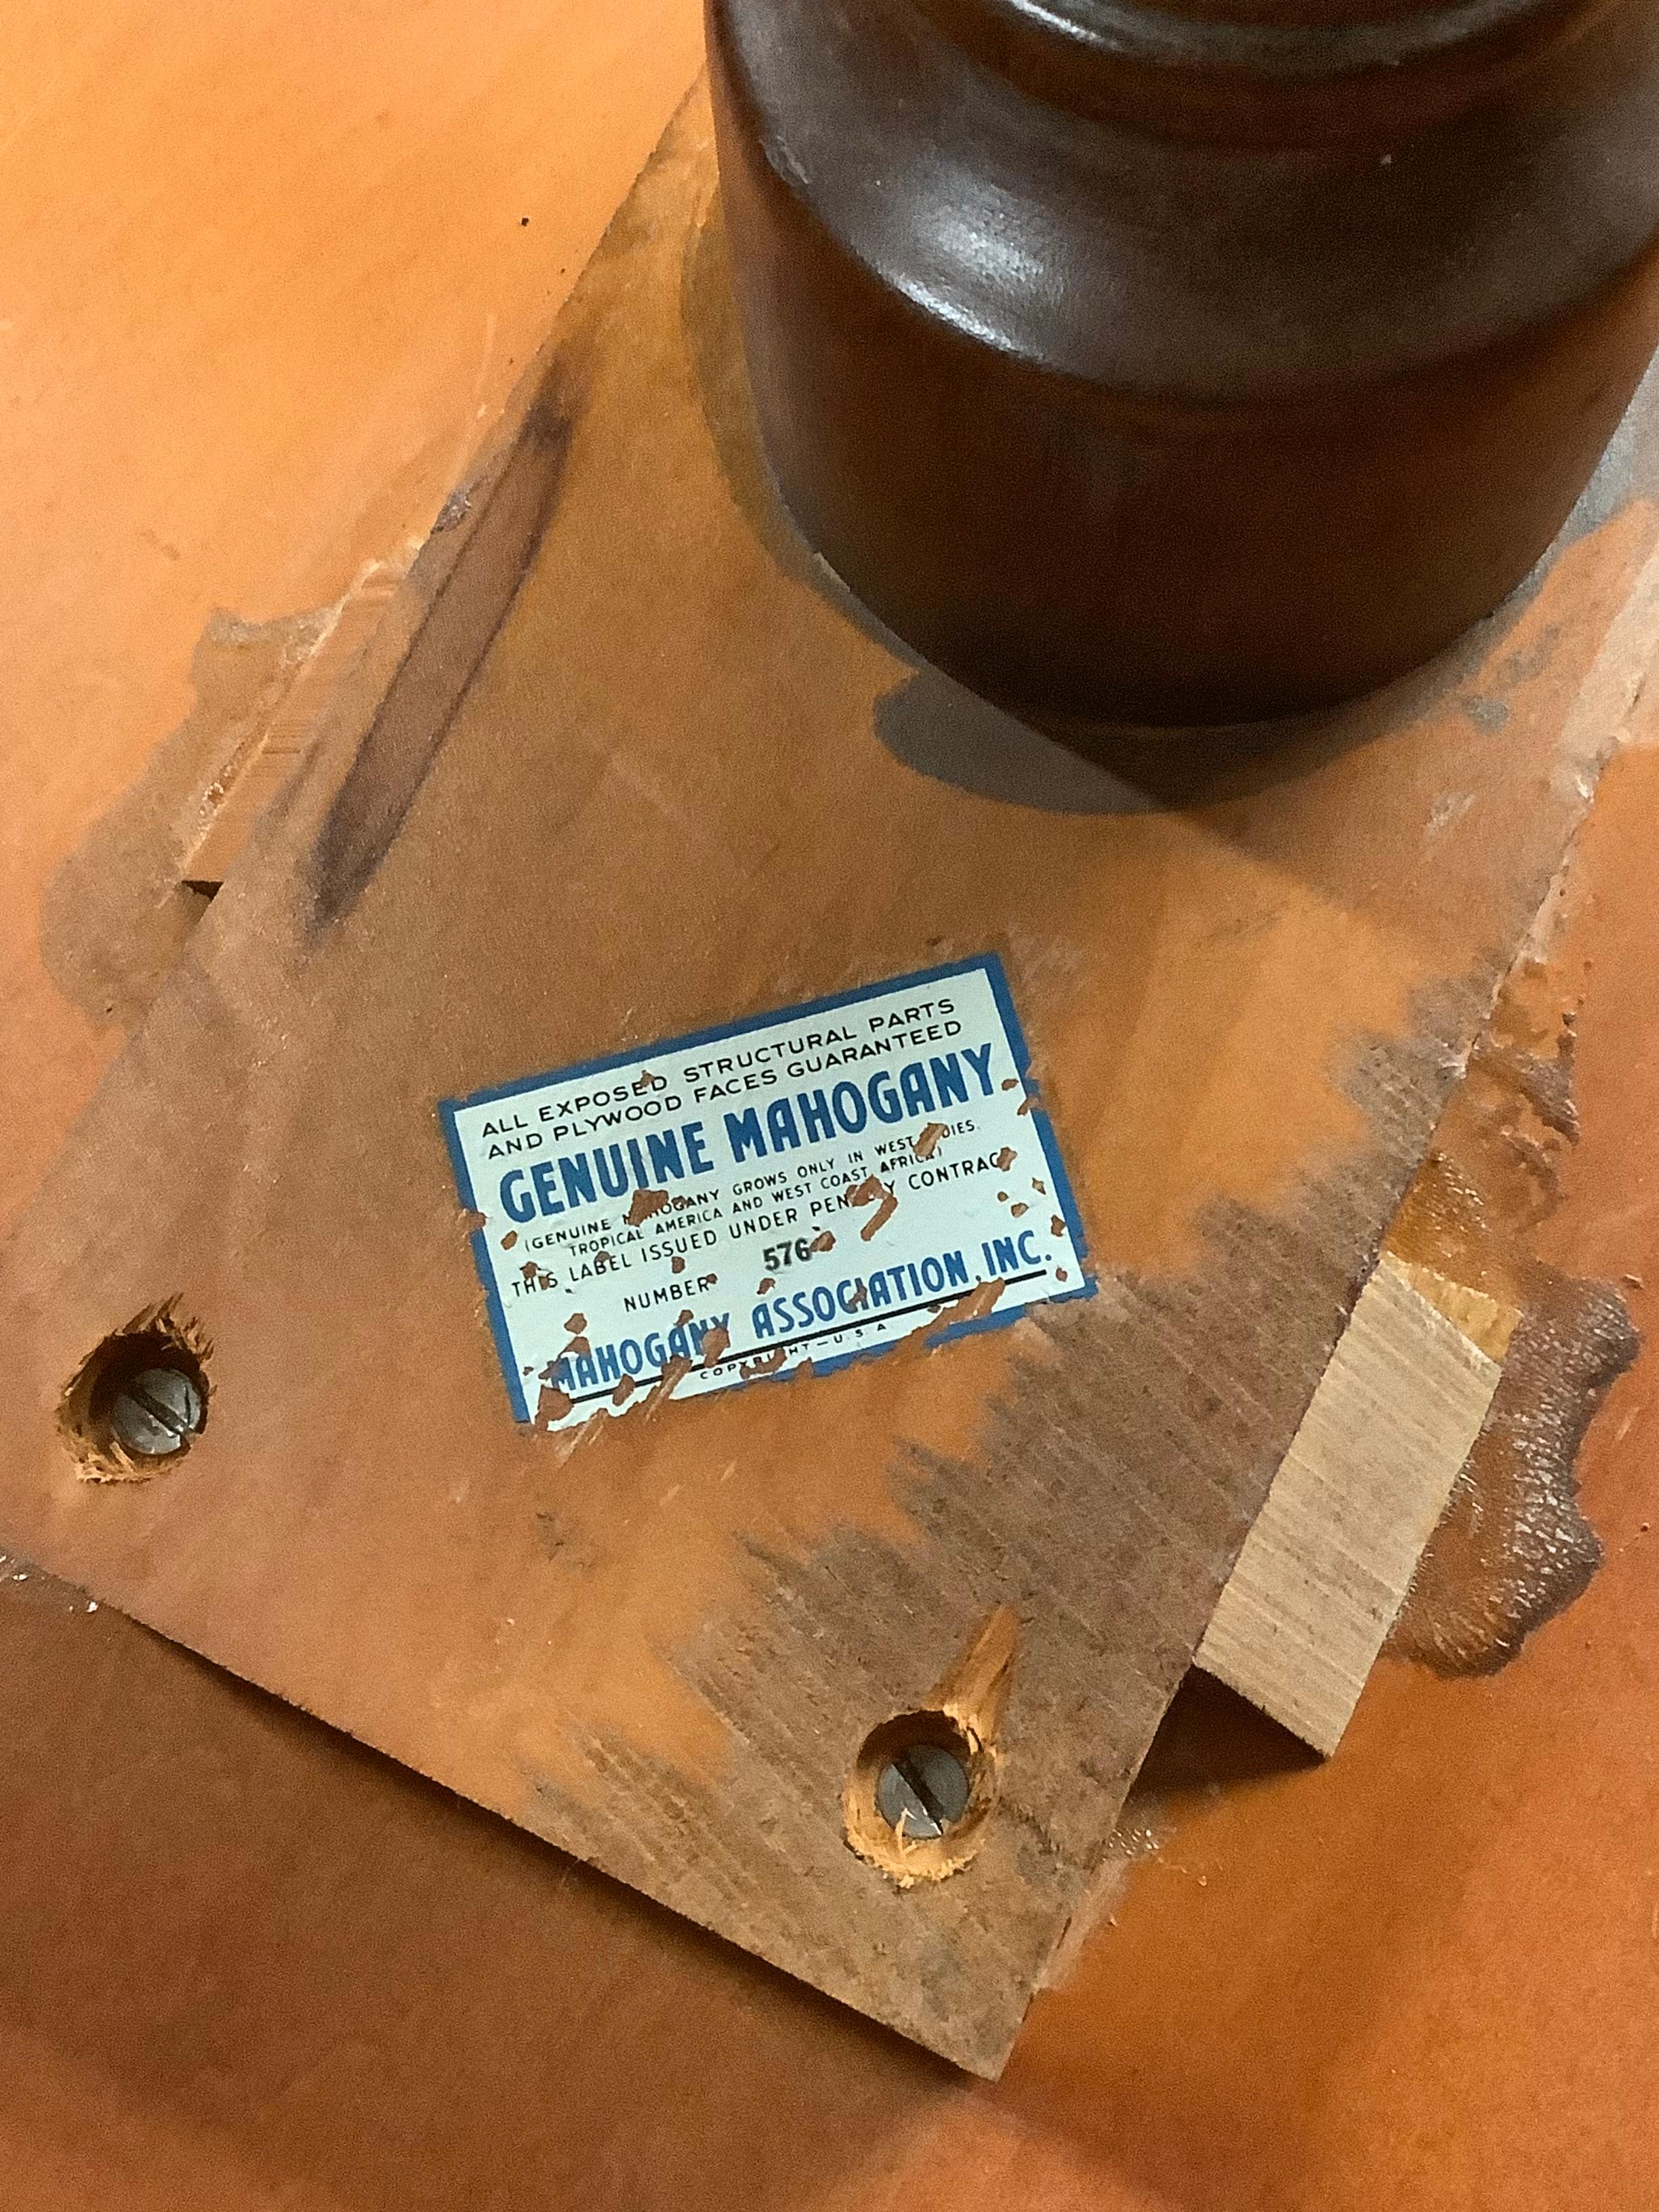 ALL EXPOSED STRUCTURAL PARTS
AND PLYWOOD FACES GUARANTEED
GENUINE MAHOGANY
(GENUINE MAHOGANY GROWS ONLY IN WEST INDIES.
TROPICAL AMERICA AND WEST COAST AFRICA)
THIS LABEL ISSUED UNDER PENALTY CONTRACT
NUMBER 576
MAHOGANY ASSOCIATION, INC.
COPYRIGHT—U.S.A